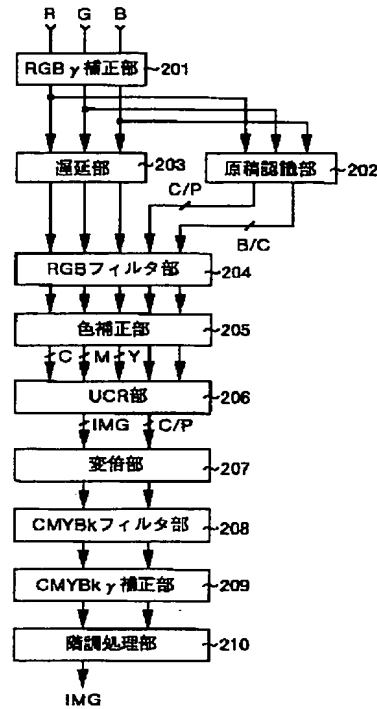 R G B
RGBγ補正部 201
遅延部 203
原稿認識部 202
C/P
B/C
RGBフィルタ部 204
色補正部 205
C M Y
UCR部 206
IMG C/P
変倍部 207
CMYBkフィルタ部 208
CMYBkγ補正部 209
階調処理部 210
IMG